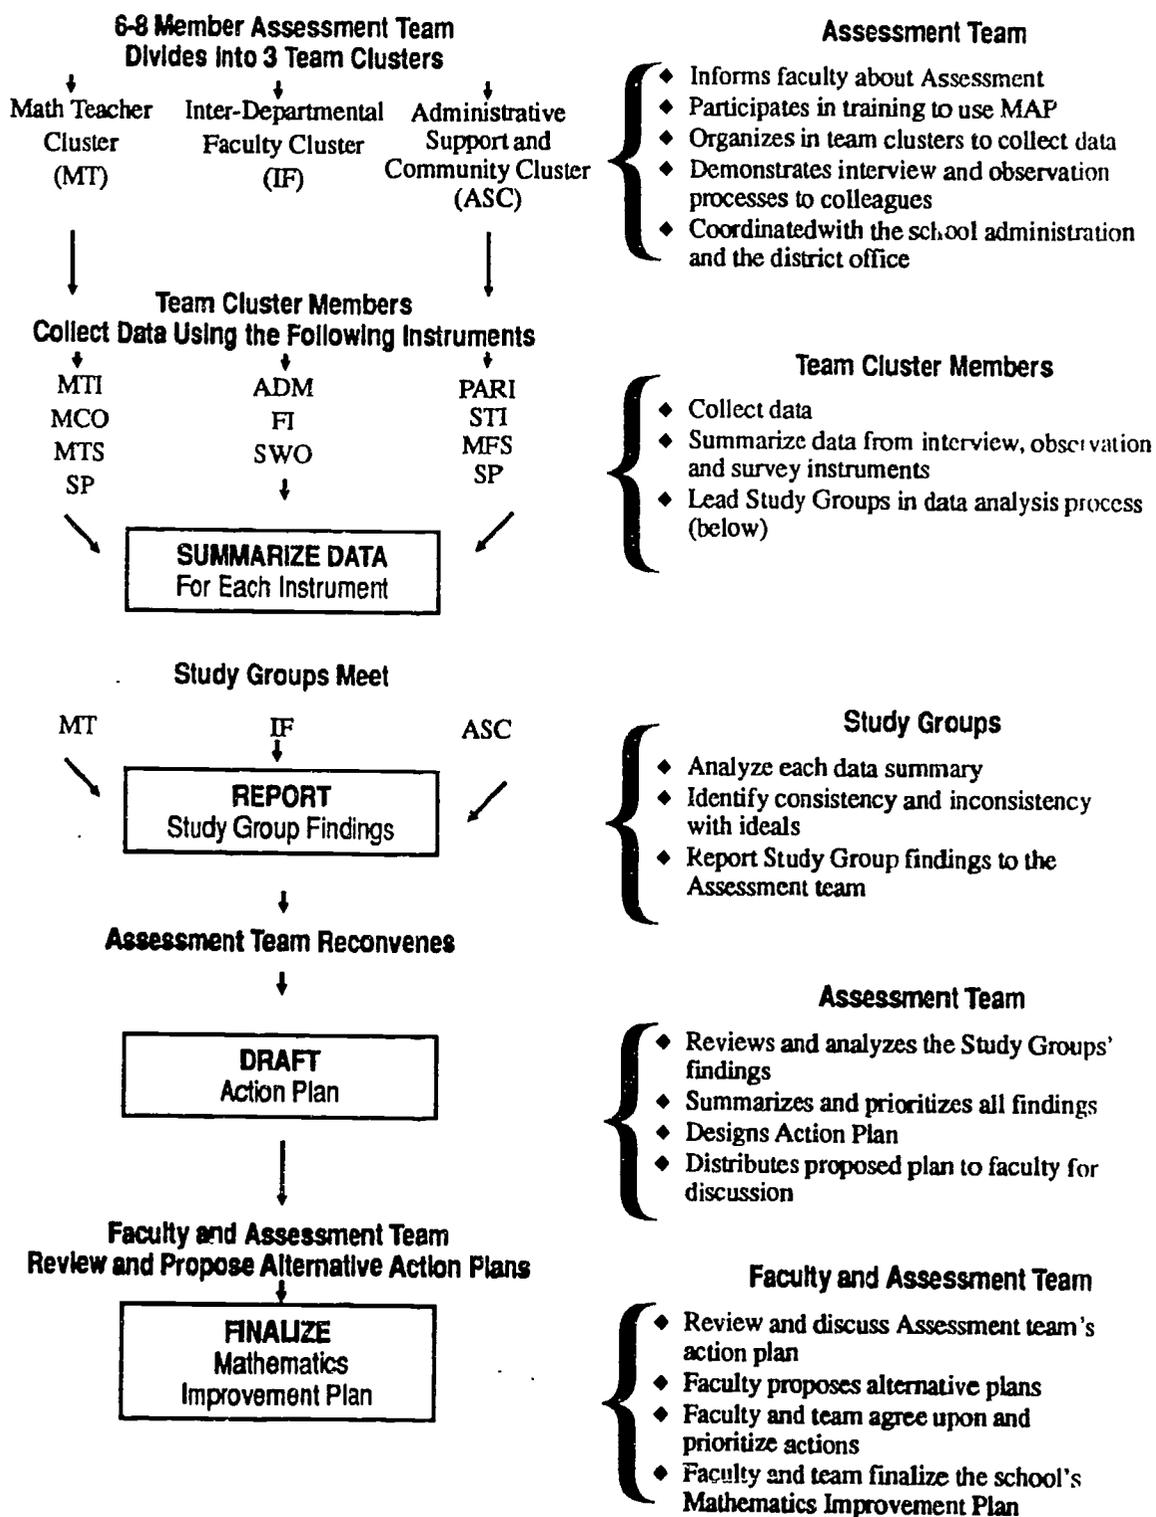 6-8 Member Assessment Team
Divides into 3 Team Clusters
Math Teacher
Cluster
(MT)
Inter-Departmental
Faculty Cluster
(IF)
Administrative
Support and
Community Cluster
(ASC)
Assessment Team
◆ Informs faculty about Assessment
◆ Participates in training to use MAP
◆ Organizes in team clusters to collect data
◆ Demonstrates interview and observation
processes to colleagues
◆ Coordinatedwith the school administration
and the district office
Team Cluster Members
Collect Data Using the Following Instruments
MTI
MCO
MTS
SP
ADM
FI
SWO
PARI
STI
MFS
SP
SUMMARIZE DATA
For Each Instrument
Team Cluster Members
◆ Collect data
◆ Summarize data from interview, observation
and survey instruments
◆ Lead Study Groups in data analysis process
(below)
Study Groups Meet
MT
IF
ASC
REPORT
Study Group Findings
Study Groups
◆ Analyze each data summary
◆ Identify consistency and inconsistency
with ideals
◆ Report Study Group findings to the
Assessment team
Assessment Team Reconvenes
DRAFT
Action Plan
Assessment Team
◆ Reviews and analyzes the Study Groups'
findings
◆ Summarizes and prioritizes all findings
◆ Designs Action Plan
◆ Distributes proposed plan to faculty for
discussion
Faculty and Assessment Team
Review and Propose Alternative Action Plans
FINALIZE
Mathematics
Improvement Plan
Faculty and Assessment Team
◆ Review and discuss Assessment team's
action plan
◆ Faculty proposes alternative plans
◆ Faculty and team agree upon and
prioritize actions
◆ Faculty and team finalize the school's
Mathematics Improvement Plan